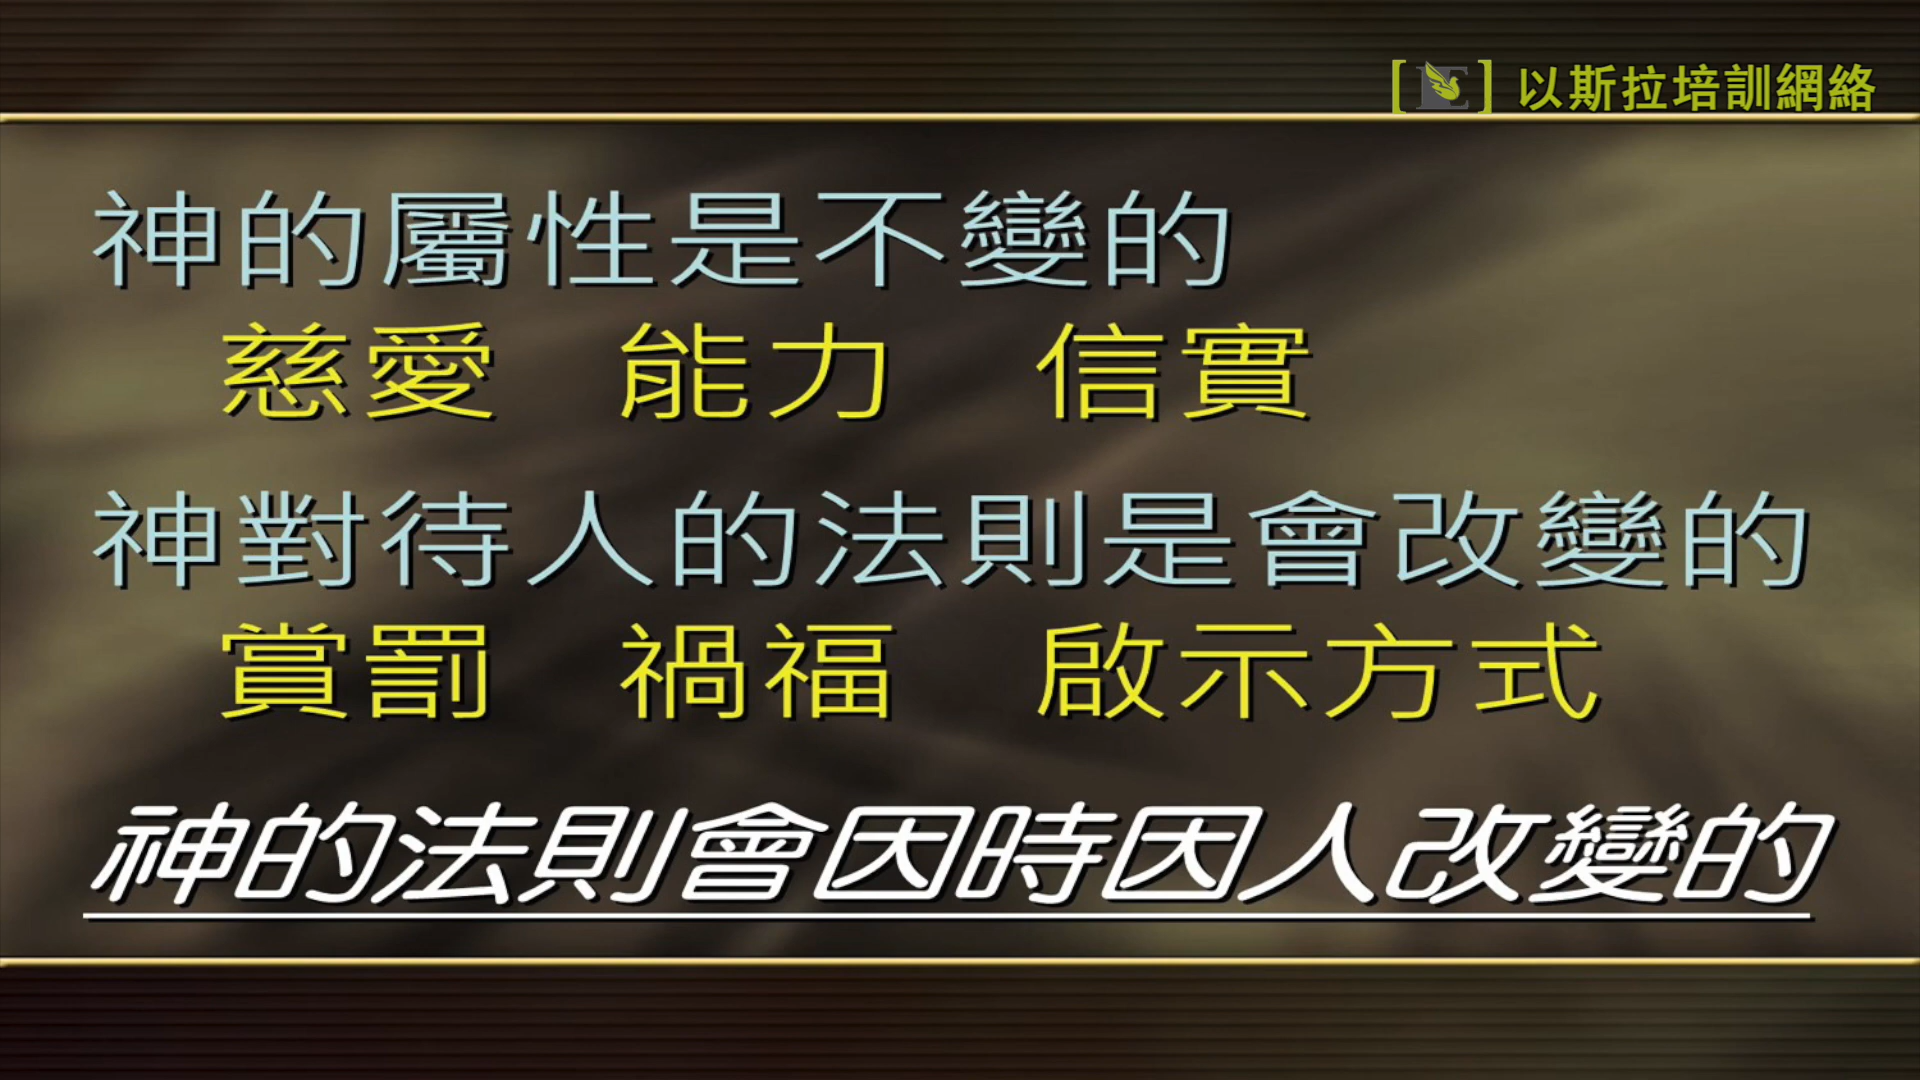 以斯拉培訓網絡
神的屬性是不變的
慈愛 能力 信實
神對待人的法則是會改變的
賞罰 禍福 啟示方式
神的法則會因時因人改變的